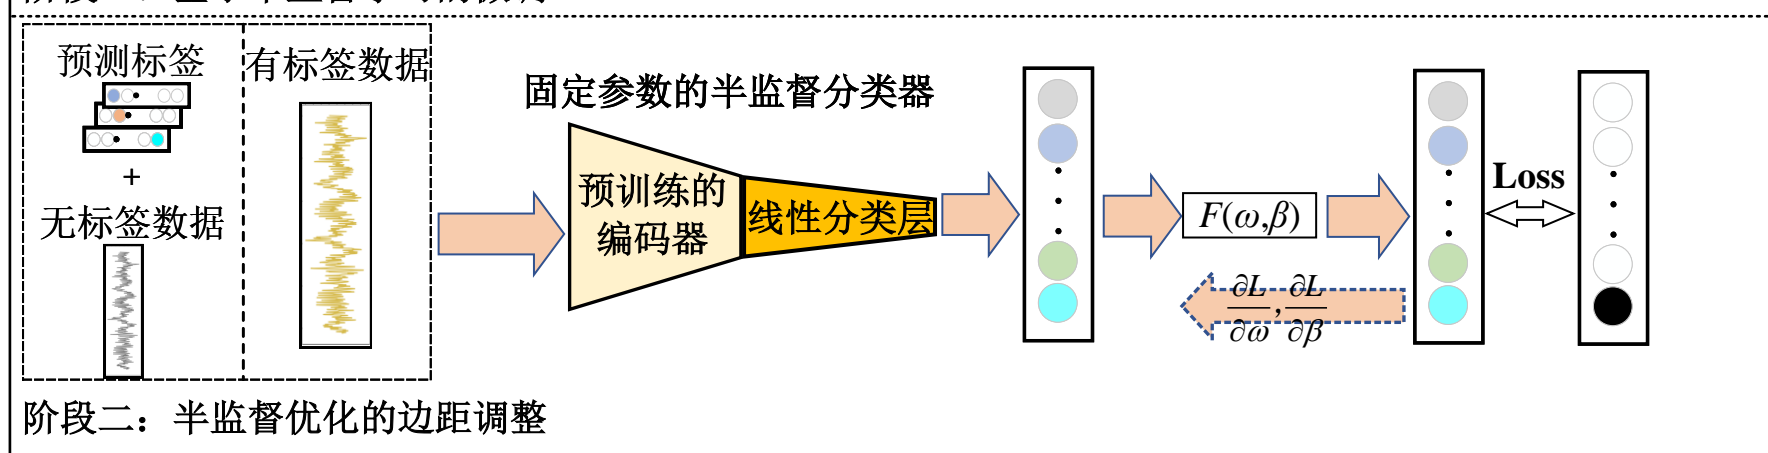 预测标签
有标签数据
+
无标签数据
固定参数的半监督分类器
预训练的
编码器
线性分类层
F(ω,β)
Loss
∂L/∂ω, ∂L/∂β
阶段二：半监督优化的边距调整